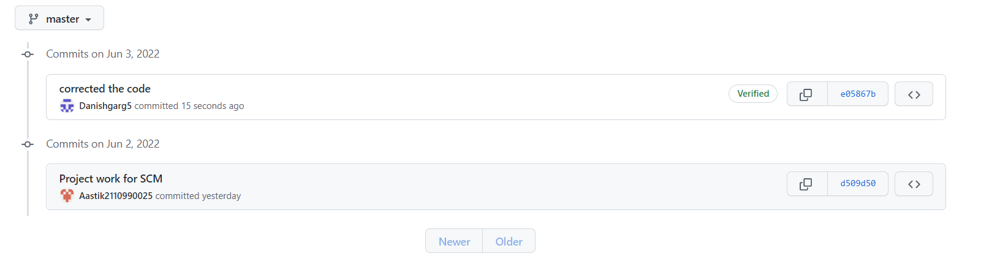 master
Commits on Jun 3, 2022
corrected the code
Verified
e05867b
Danishgarg5 committed 15 seconds ago
Commits on Jun 2, 2022
Project work for SCM
d509d50
Aastik2110990025 committed yesterday
Newer Older